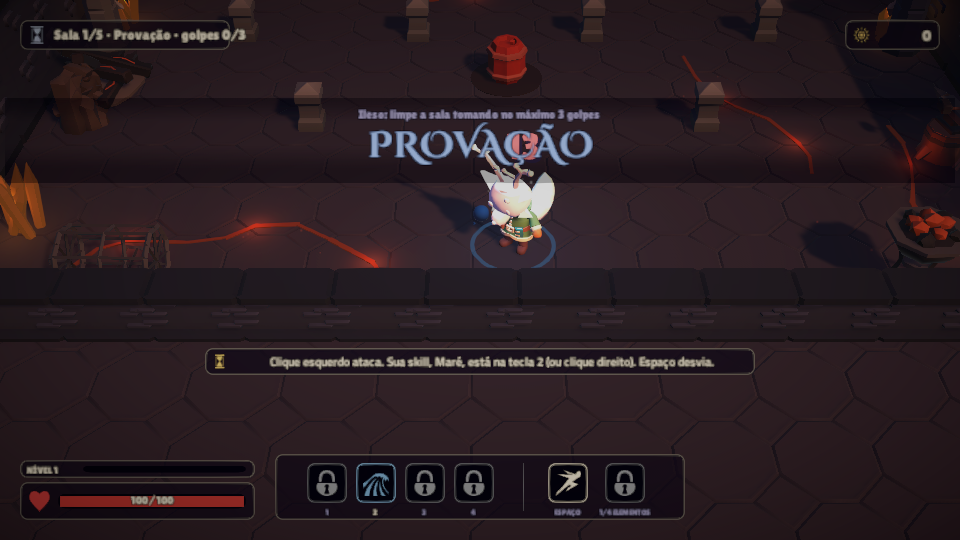 Sala 1/5 · Provação · golpes 0/3
0
Ileso: limpe a sala tomando no máximo 3 golpes
PROVAÇÃO
3
Clique esquerdo ataca. Sua skill, Maré, está na tecla 2 (ou clique direito). Espaço desvia.
NÍVEL 1
100/100
1 2 3 4 ESPAÇO 1/4 ELEMENTOS